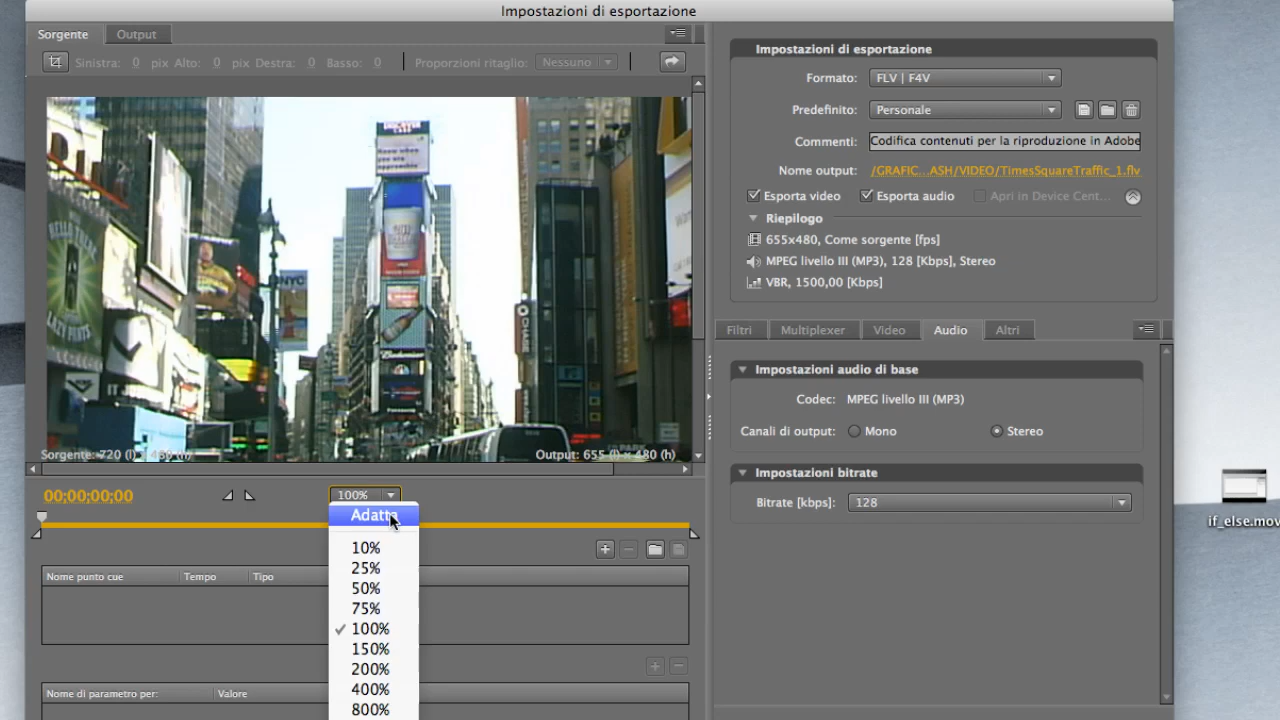 Impostazioni di esportazione
Sorgente Output
Sinistra: 0 pix Alto: 0 pix Destra: 0 Basso: 0 Proporzioni ritaglio: Nessuno
NYC
CHASE
Sorgente: 720 (l) x 480 (h) Output: 655 (l) x 480 (h)
00;00;00;00 100%
Adatta
10%
25%
50%
75%
100%
150%
200%
400%
800%
Nome punto cue Tempo Tipo
Nome di parametro per: Valore
Impostazioni di esportazione
Formato: FLV | F4V
Predefinito: Personale
Commenti: Codifica contenuti per la riproduzione in Adobe
Nome output: /GRAFIC...ASH/VIDEO/TimesSquareTraffic_1.flv
Esporta video Esporta audio Apri in Device Cent...
Riepilogo
655x480, Come sorgente [fps]
MPEG livello III (MP3), 128 [Kbps], Stereo
VBR, 1500,00 [Kbps]
Filtri Multiplexer Video Audio Altri
Impostazioni audio di base
Codec: MPEG livello III (MP3)
Canali di output: Mono Stereo
Impostazioni bitrate
Bitrate [kbps]: 128
if_else.mov